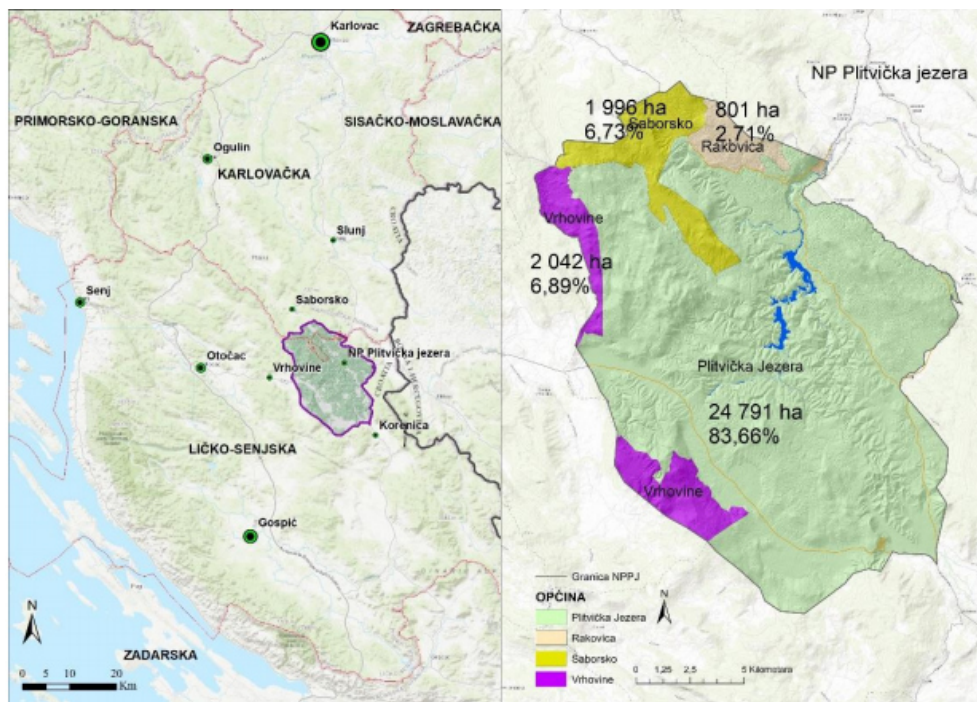 Karlovac
ZAGREBAČKA
PRIMORSKO-GORANSKA
SISAČKO-MOSLAVAČKA
Ogulin
KARLOVAČKA
Slunj
Senj
Saborsko
Otočac
NP Plitvička jezera
Vrhovine
Korenica
LIČKO-SENJSKA
Gospić
ZADARSKA
N
0 5 10 20
Km
NP Plitvička jezera
1 996 ha
6,73%
Saborsko
801 ha
2,71%
Rakovica
Vrhovine
2 042 ha
6,89%
Plitvička Jezera
24 791 ha
83,66%
Vrhovine
Granica NPPJ
OPĆINA
Plitvička Jezera
Rakovica
Saborsko
Vrhovine
N
0 1,25 2,5 5 Kilometara